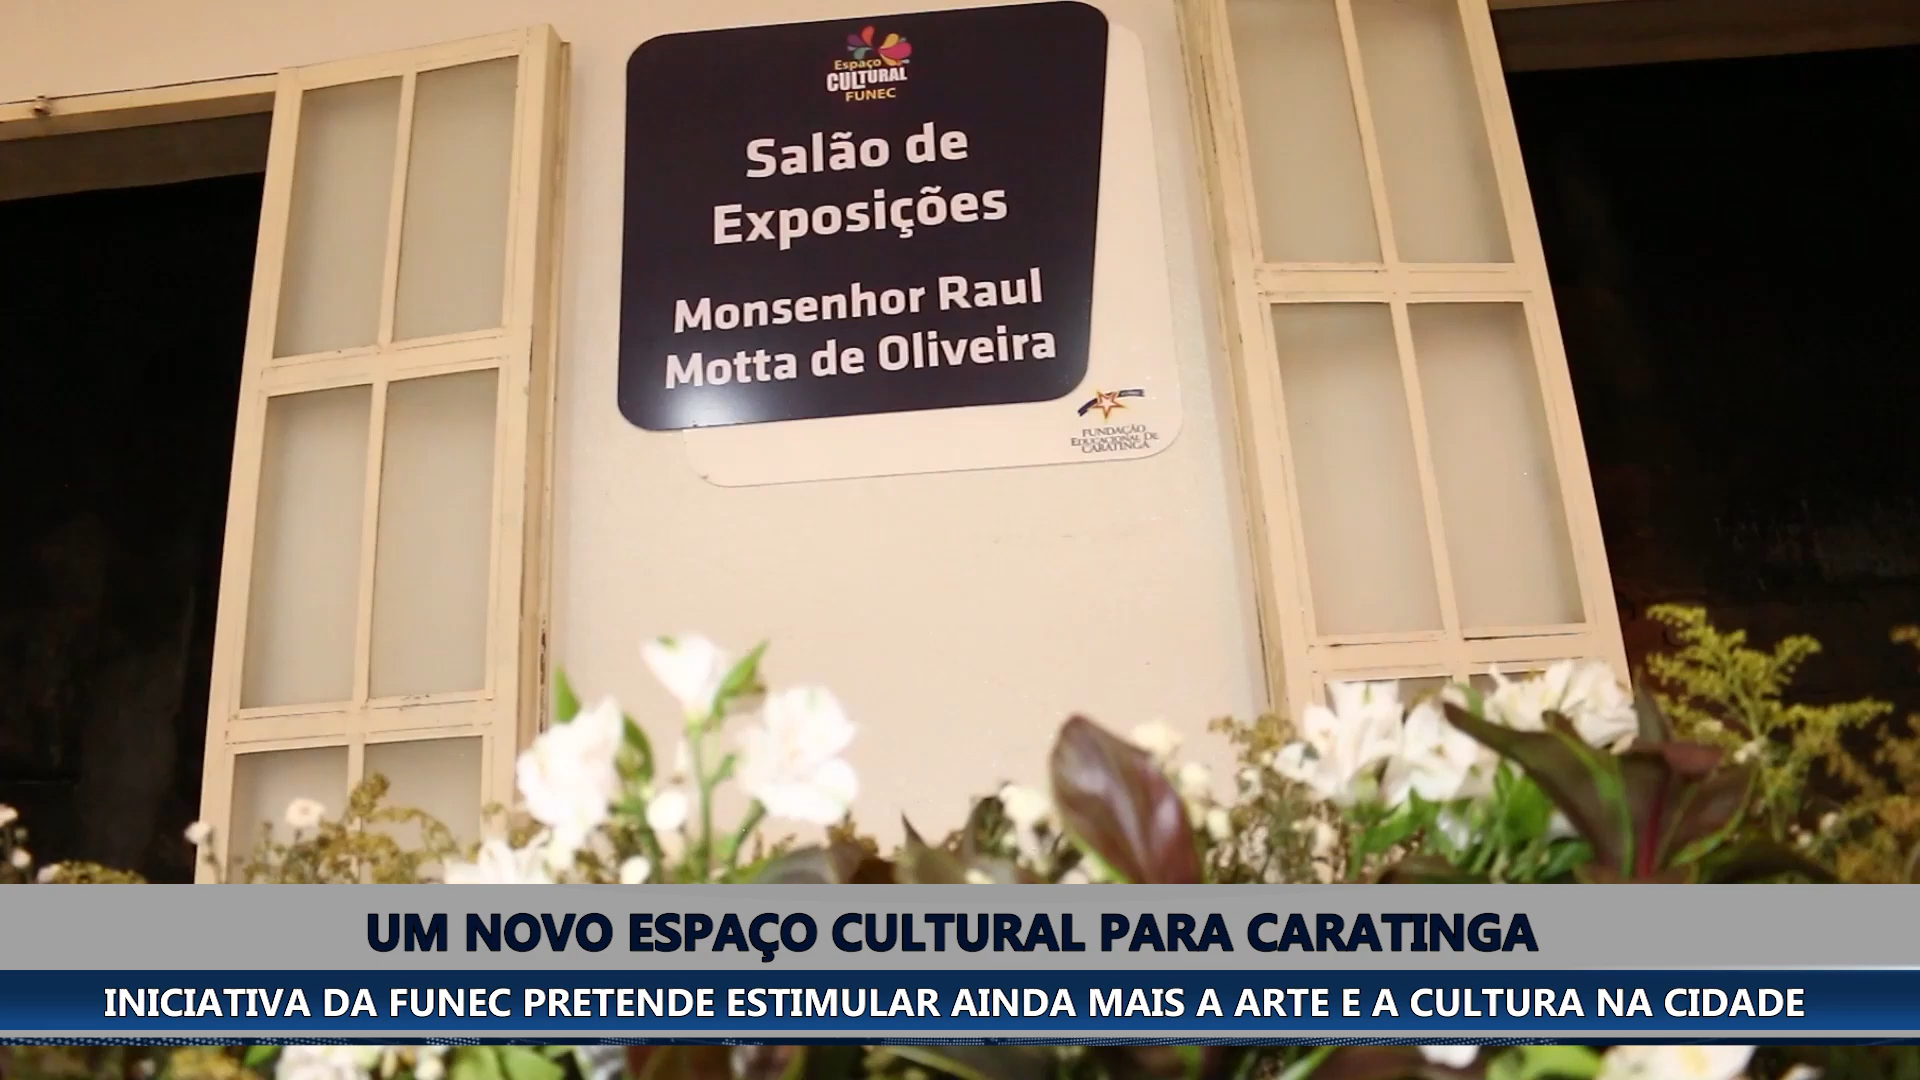 Espaço
CULTURAL
FUNEC
Salão de
Exposições
Monsenhor Raul
Motta de Oliveira
FUNDAÇÃO
EDUCACIONAL DE
CARATINGA
UM NOVO ESPAÇO CULTURAL PARA CARATINGA
INICIATIVA DA FUNEC PRETENDE ESTIMULAR AINDA MAIS A ARTE E A CULTURA NA CIDADE